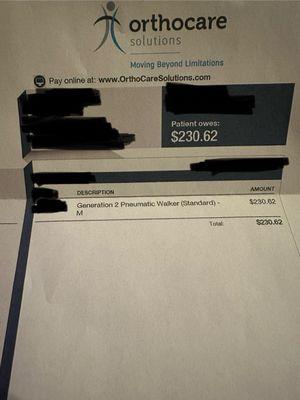 orthocare
solutions
Moving Beyond Limitations
Pay online at: www.OrthoCareSolutions.com
Patient owes:
$230.62
DESCRIPTION AMOUNT
Generation 2 Pneumatic Walker (Standard) - $230.62
M
Total: $230.62